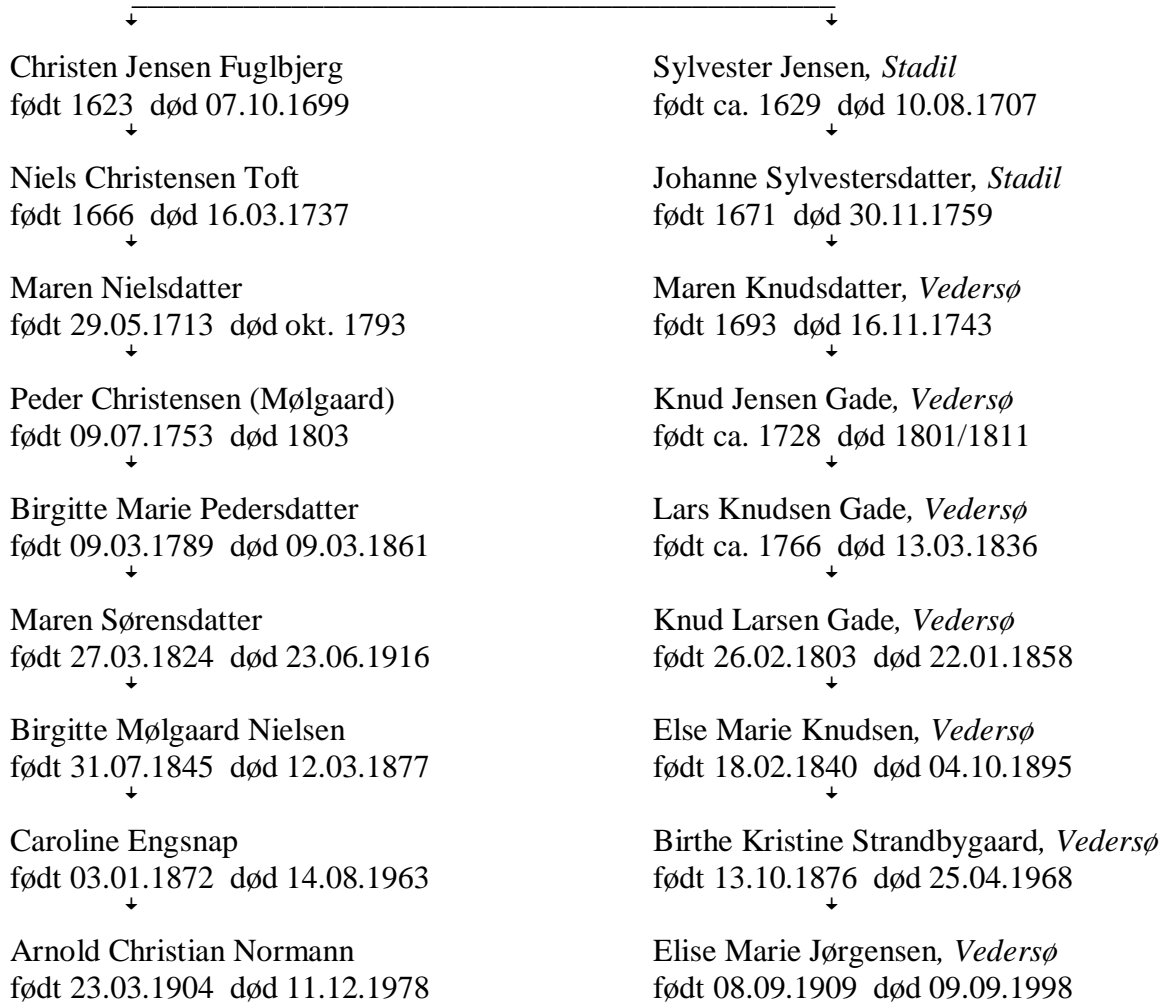 Christen Jensen Fuglbjerg
født 1623 død 07.10.1699
Niels Christensen Toft
født 1666 død 16.03.1737
Maren Nielsdatter
født 29.05.1713 død okt. 1793
Peder Christensen (Mølgaard)
født 09.07.1753 død 1803
Birgitte Marie Pedersdatter
født 09.03.1789 død 09.03.1861
Maren Sørensdatter
født 27.03.1824 død 23.06.1916
Birgitte Mølgaard Nielsen
født 31.07.1845 død 12.03.1877
Caroline Engsnap
født 03.01.1872 død 14.08.1963
Arnold Christian Normann
født 23.03.1904 død 11.12.1978
Sylvester Jensen, Stadil
født ca. 1629 død 10.08.1707
Johanne Sylvestersdatter, Stadil
født 1671 død 30.11.1759
Maren Knudsdatter, Vedersø
født 1693 død 16.11.1743
Knud Jensen Gade, Vedersø
født ca. 1728 død 1801/1811
Lars Knudsen Gade, Vedersø
født ca. 1766 død 13.03.1836
Knud Larsen Gade, Vedersø
født 26.02.1803 død 22.01.1858
Else Marie Knudsen, Vedersø
født 18.02.1840 død 04.10.1895
Birthe Kristine Strandbygaard, Vedersø
født 13.10.1876 død 25.04.1968
Elise Marie Jørgensen, Vedersø
født 08.09.1909 død 09.09.1998